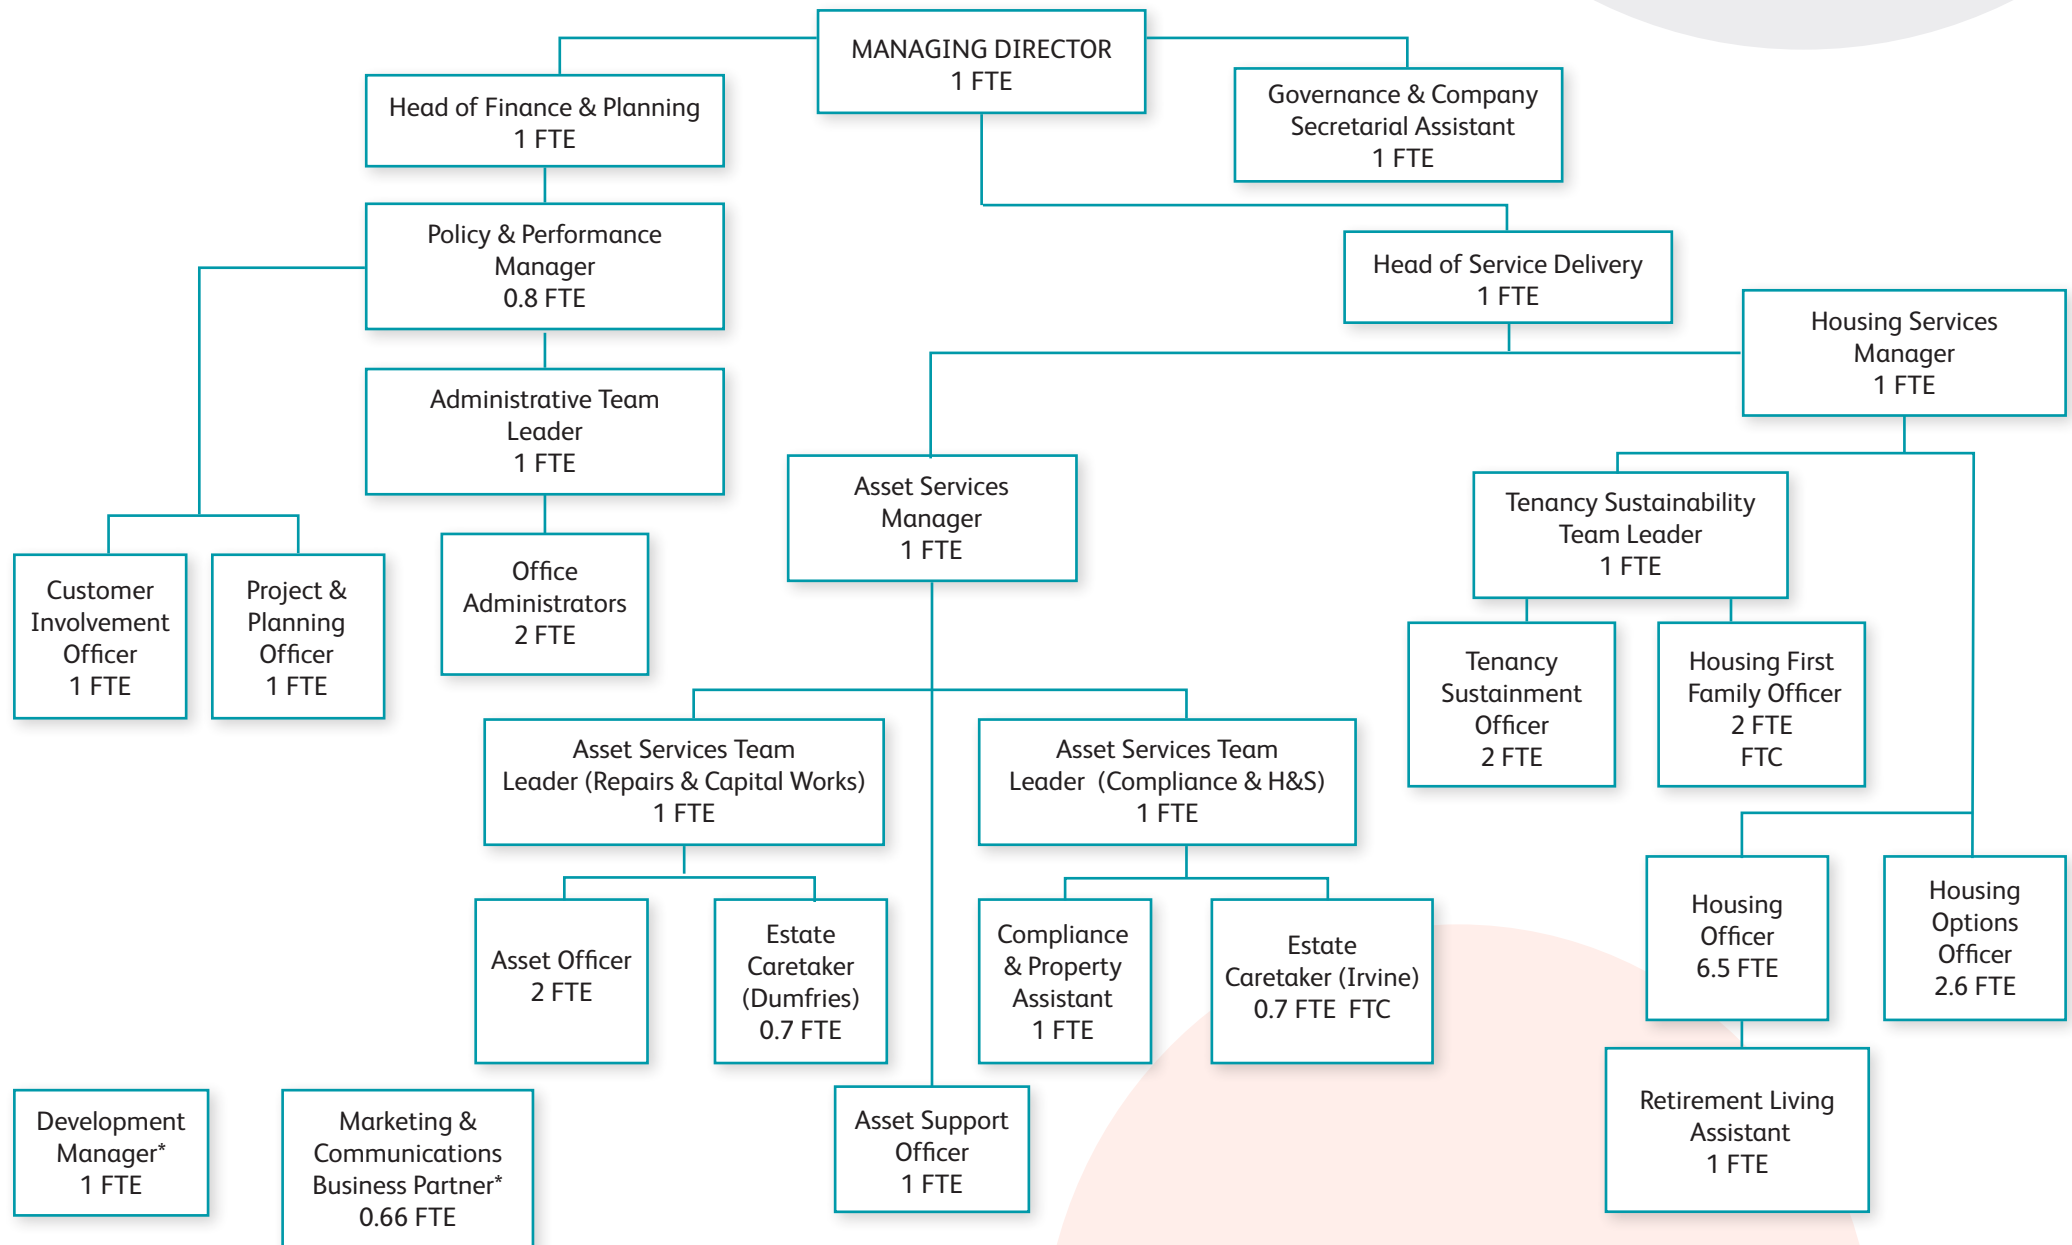 MANAGING DIRECTOR
1 FTE
Head of Finance & Planning
1 FTE
Governance & Company
Secretarial Assistant
1 FTE
Policy & Performance
Manager
0.8 FTE
Head of Service Delivery
1 FTE
Housing Services
Manager
1 FTE
Administrative Team
Leader
1 FTE
Asset Services
Manager
1 FTE
Tenancy Sustainability
Team Leader
1 FTE
Customer
Involvement
Officer
1 FTE
Project &
Planning
Officer
1 FTE
Office
Administrators
2 FTE
Tenancy
Sustainment
Officer
2 FTE
Housing First
Family Officer
2 FTE
FTC
Asset Services Team
Leader (Repairs & Capital Works)
1 FTE
Asset Services Team
Leader (Compliance & H&S)
1 FTE
Asset Officer
2 FTE
Estate
Caretaker
(Dumfries)
0.7 FTE
Compliance
& Property
Assistant
1 FTE
Estate
Caretaker (Irvine)
0.7 FTE FTC
Housing
Officer
6.5 FTE
Housing
Options
Officer
2.6 FTE
Development
Manager*
1 FTE
Marketing &
Communications
Business Partner*
0.66 FTE
Asset Support
Officer
1 FTE
Retirement Living
Assistant
1 FTE